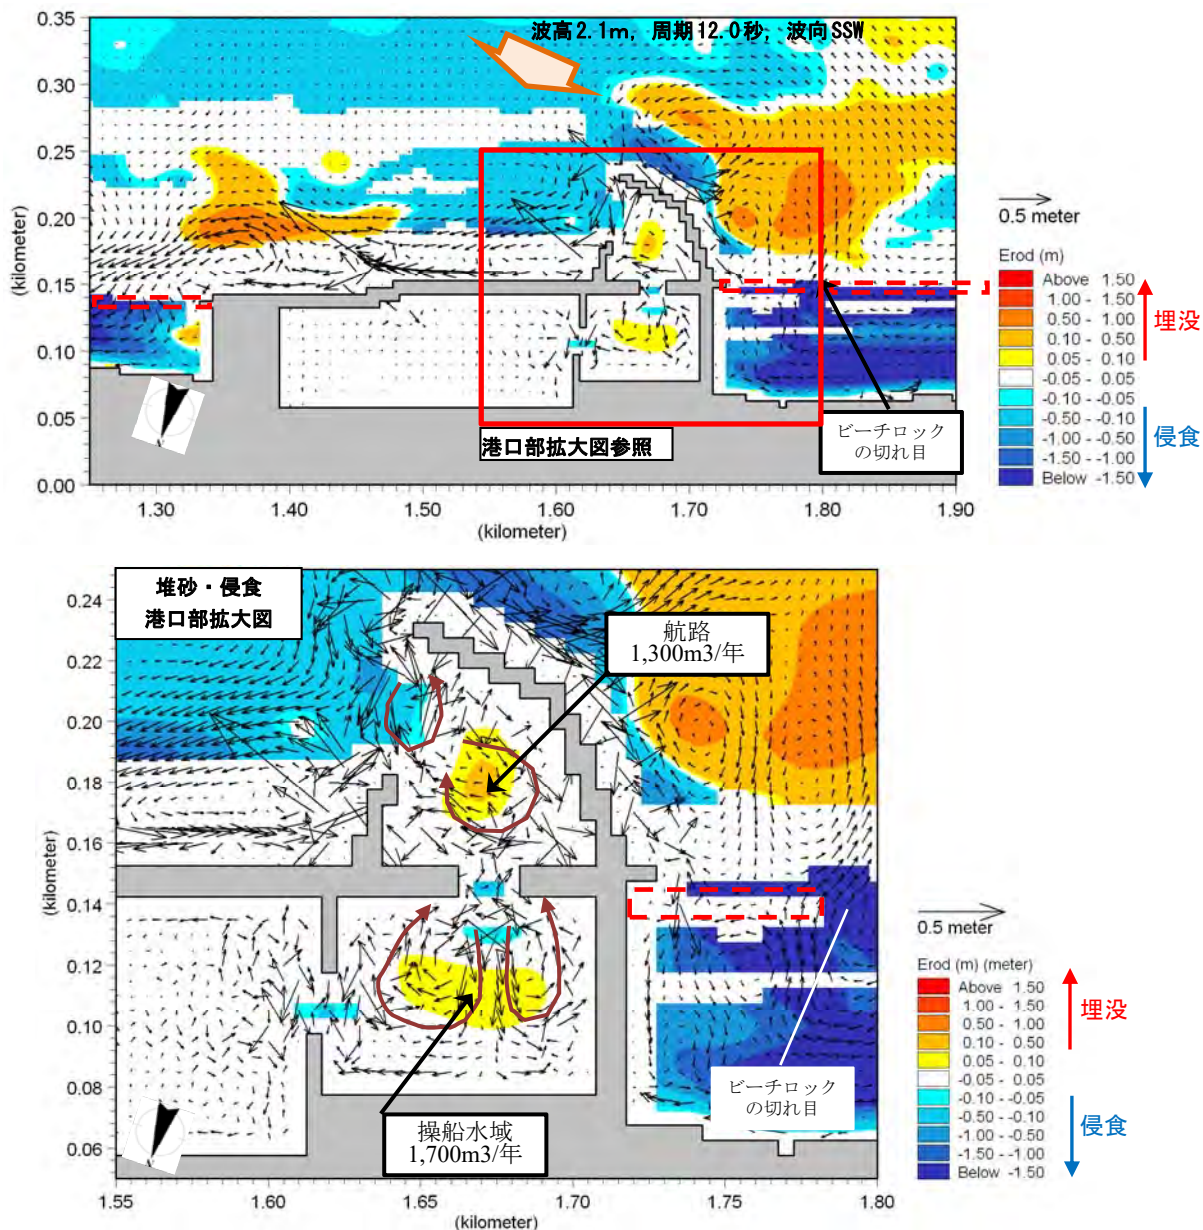 波高2.1m, 周期12.0秒, 波向SSW
0.35
0.30
0.25
0.20
0.15
0.10
0.05
0.00
(kilometer)
1.30
1.40
1.50
1.60
1.70
1.80
1.90
(kilometer)
港口部拡大図参照
ビーチロック
の切れ目
0.5 meter
Erod (m)
Above 1.50
1.00 - 1.50
0.50 - 1.00
0.10 - 0.50
0.05 - 0.10
-0.05 - 0.05
-0.10 - -0.05
-0.50 - -0.10
-1.00 - -0.50
-1.50 - -1.00
Below -1.50
埋没
侵食
堆砂・侵食
港口部拡大図
航路
1,300m3/年
0.24
0.22
0.20
0.18
0.16
0.14
0.12
0.10
0.08
0.06
(kilometer)
操船水域
1,700m3/年
ビーチロック
の切れ目
1.55
1.60
1.65
1.70
1.75
1.80
(kilometer)
0.5 meter
Erod (m) (meter)
Above 1.50
1.00 - 1.50
0.50 - 1.00
0.10 - 0.50
0.05 - 0.10
-0.05 - 0.05
-0.10 - -0.05
-0.50 - -0.10
-1.00 - -0.50
-1.50 - -1.00
Below -1.50
埋没
侵食